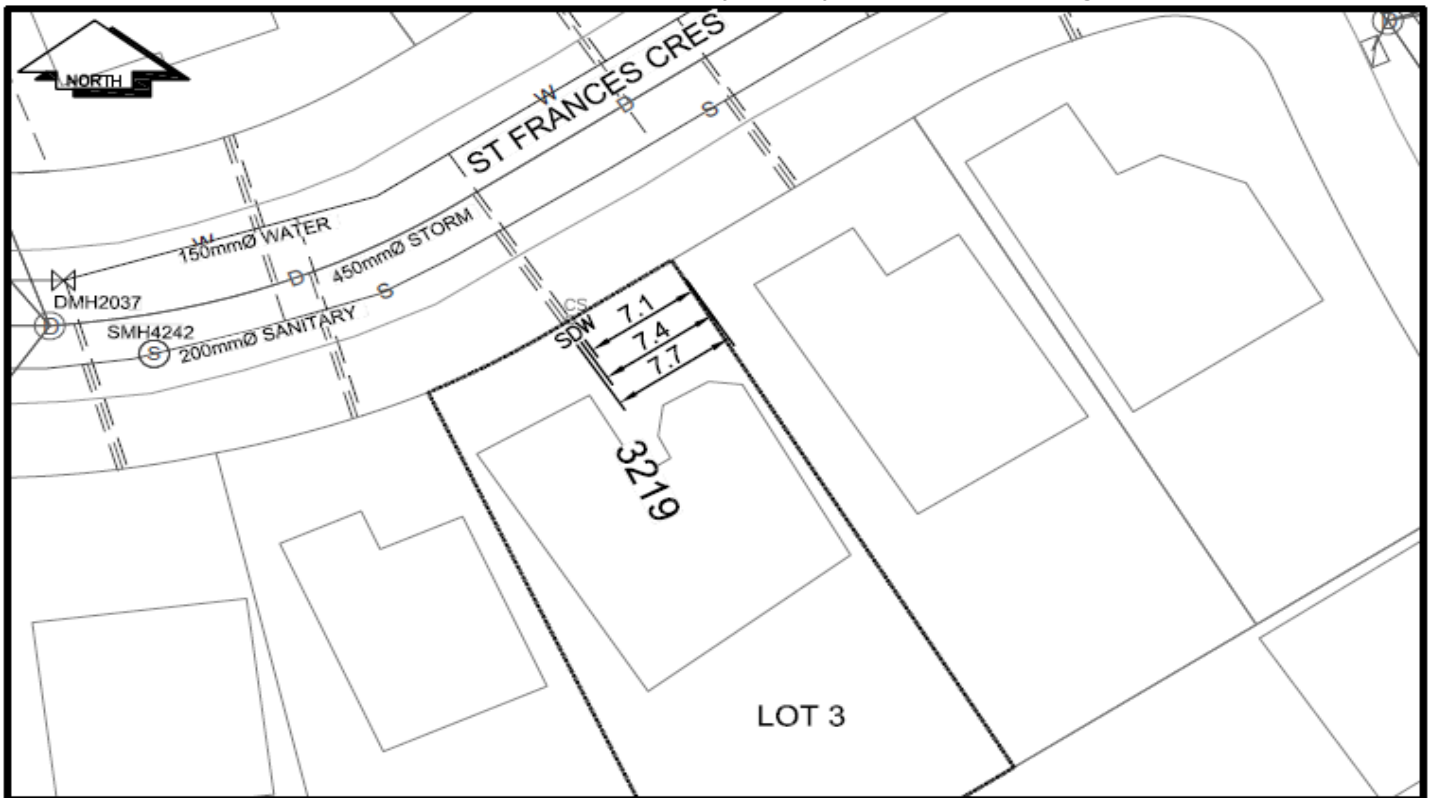 NORTH
ST FRANCES CRES
W
D
S
D
W
150mmØ WATER
D
450mmØ STORM
S
DMH2037
D
SMH4242
S
200mmØ SANITARY
CS
SDW
7.1
7.4
7.7
3219
LOT 3